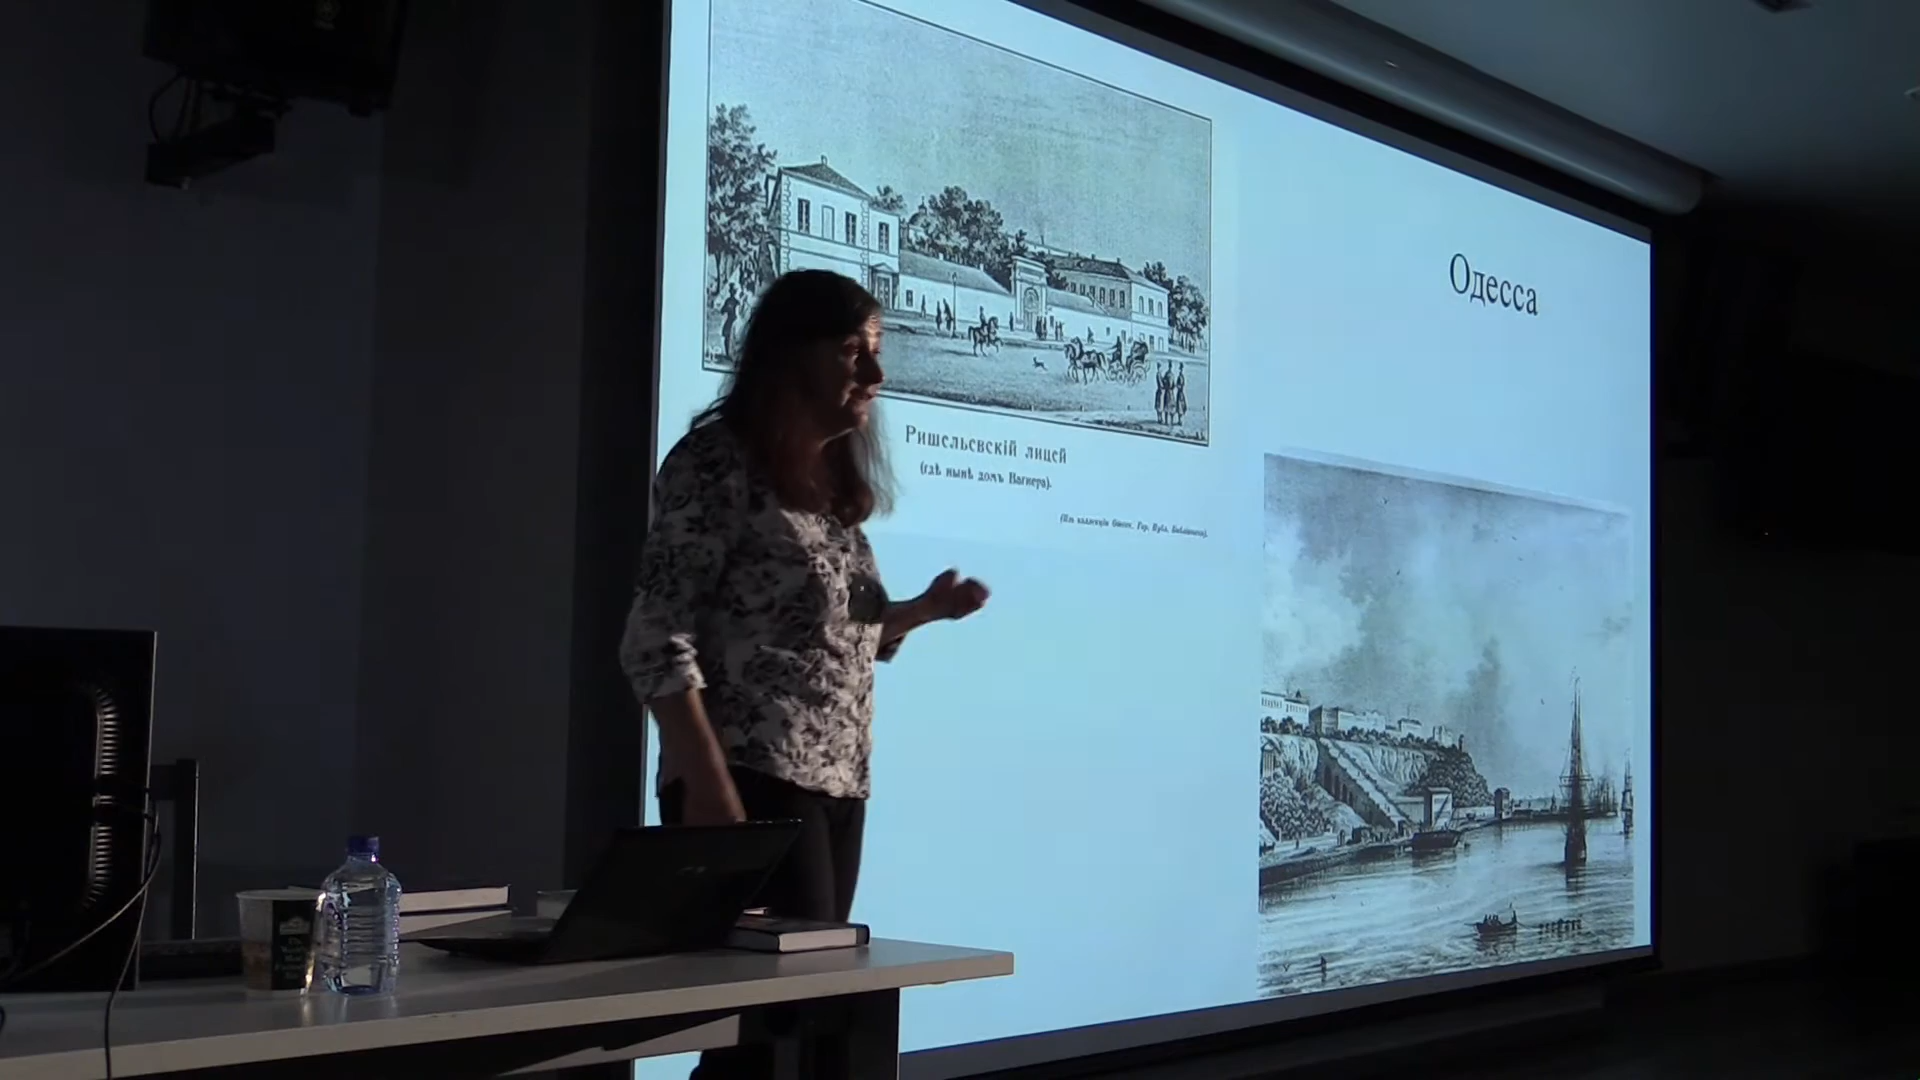 Одесса
Ришельевскій лицей
(гдѣ нынѣ домъ Вагнера).